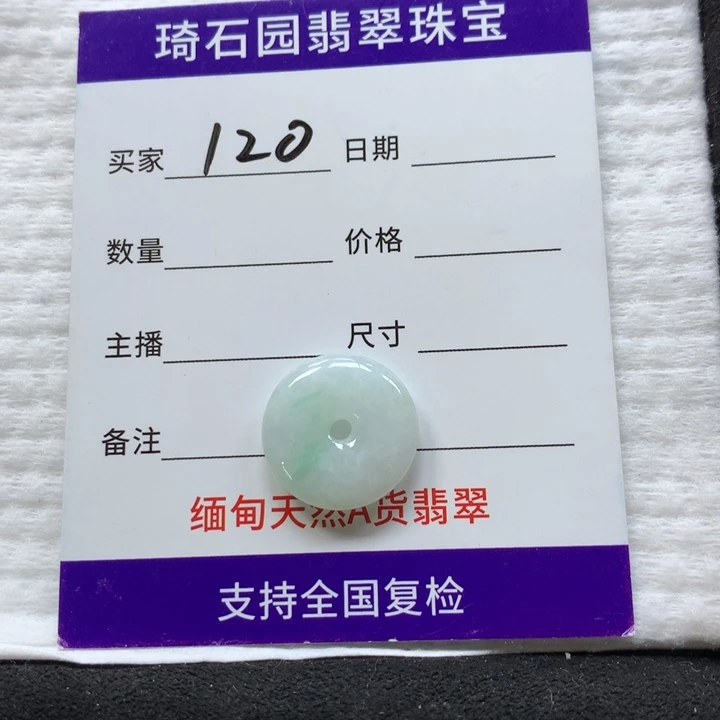 琦石园翡翠珠宝
买家 120 日期
数量 价格
主播 尺寸
备注
缅甸天然A货翡翠
支持全国复检